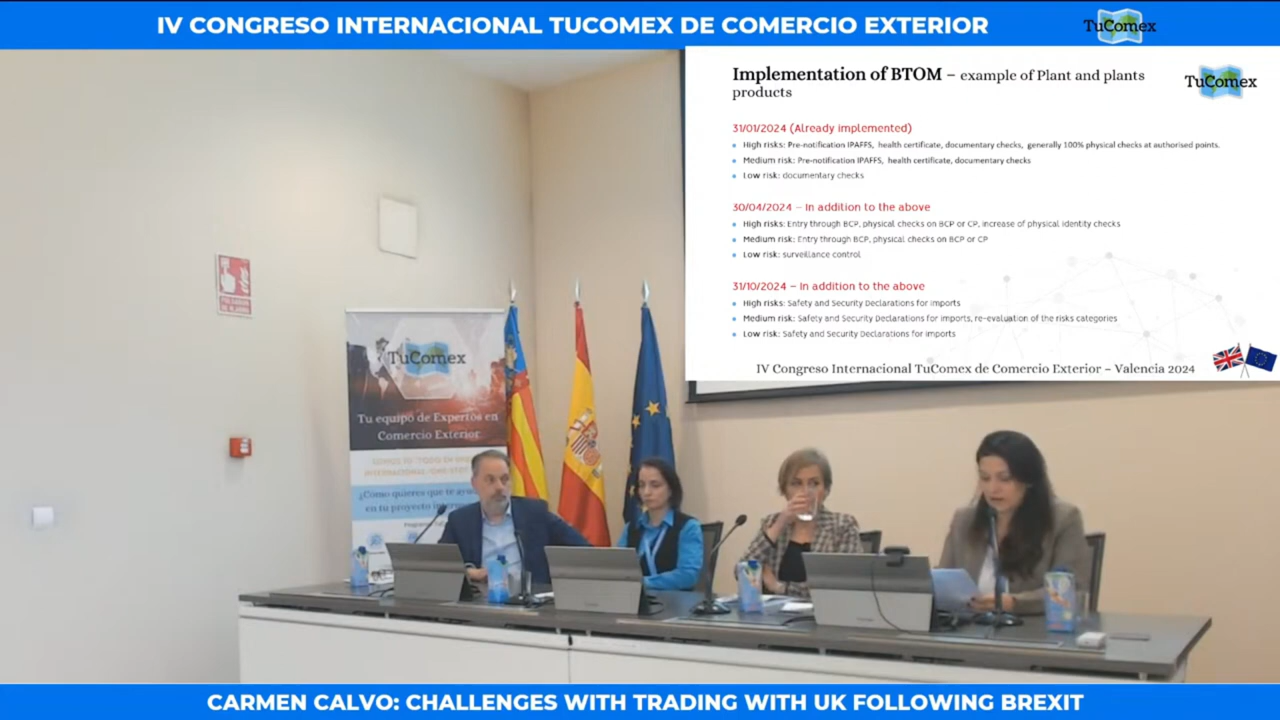 IV CONGRESO INTERNACIONAL TUCOMEX DE COMERCIO EXTERIOR
TuComex
Implementation of BTOM – example of Plant and plants
products
TuComex
31/01/2024 (Already implemented)
High risks: Pre-notification IPAFFS, health certificate, documentary checks, generally 100% physical checks at authorised points.
Medium risk: Pre-notification IPAFFS, health certificate, documentary checks
Low risk: documentary checks
30/04/2024 – In addition to the above
High risks: Entry through BCP, physical checks on BCP or CP, increase of physical identity checks
Medium risk: Entry through BCP, physical checks on BCP or CP
Low risk: surveillance control
31/10/2024 – In addition to the above
High risks: Safety and Security Declarations for imports
Medium risk: Safety and Security Declarations for imports, re-evaluation of the risks categories
Low risk: Safety and Security Declarations for imports
IV Congreso Internacional TuComex de Comercio Exterior – Valencia 2024
TuComex
Tu equipo de Expertos en
Comercio Exterior
¿Cómo quieres que te
en tu proyecto
CARMEN CALVO: CHALLENGES WITH TRADING WITH UK FOLLOWING BREXIT